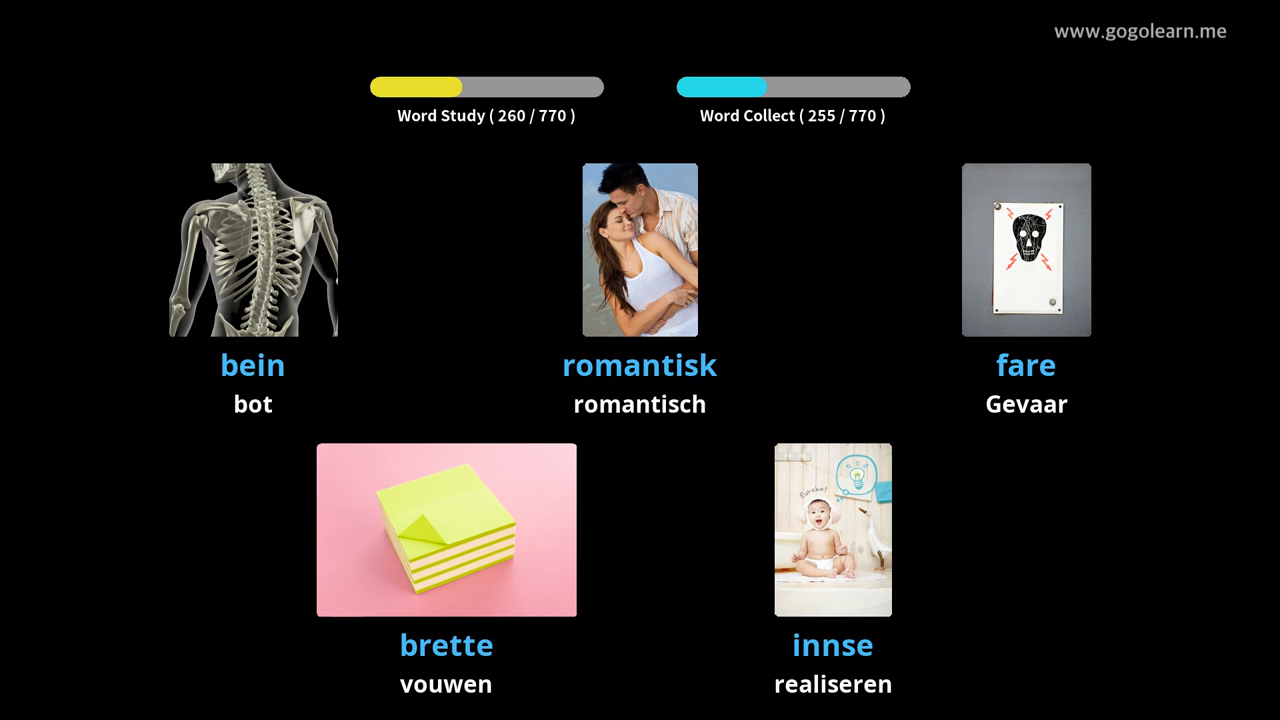 www.gogolearn.me
Word Study ( 260 / 770 )
Word Collect ( 255 / 770 )
bein
bot
romantisk
romantisch
fare
Gevaar
Eureka!
brette
vouwen
innse
realiseren